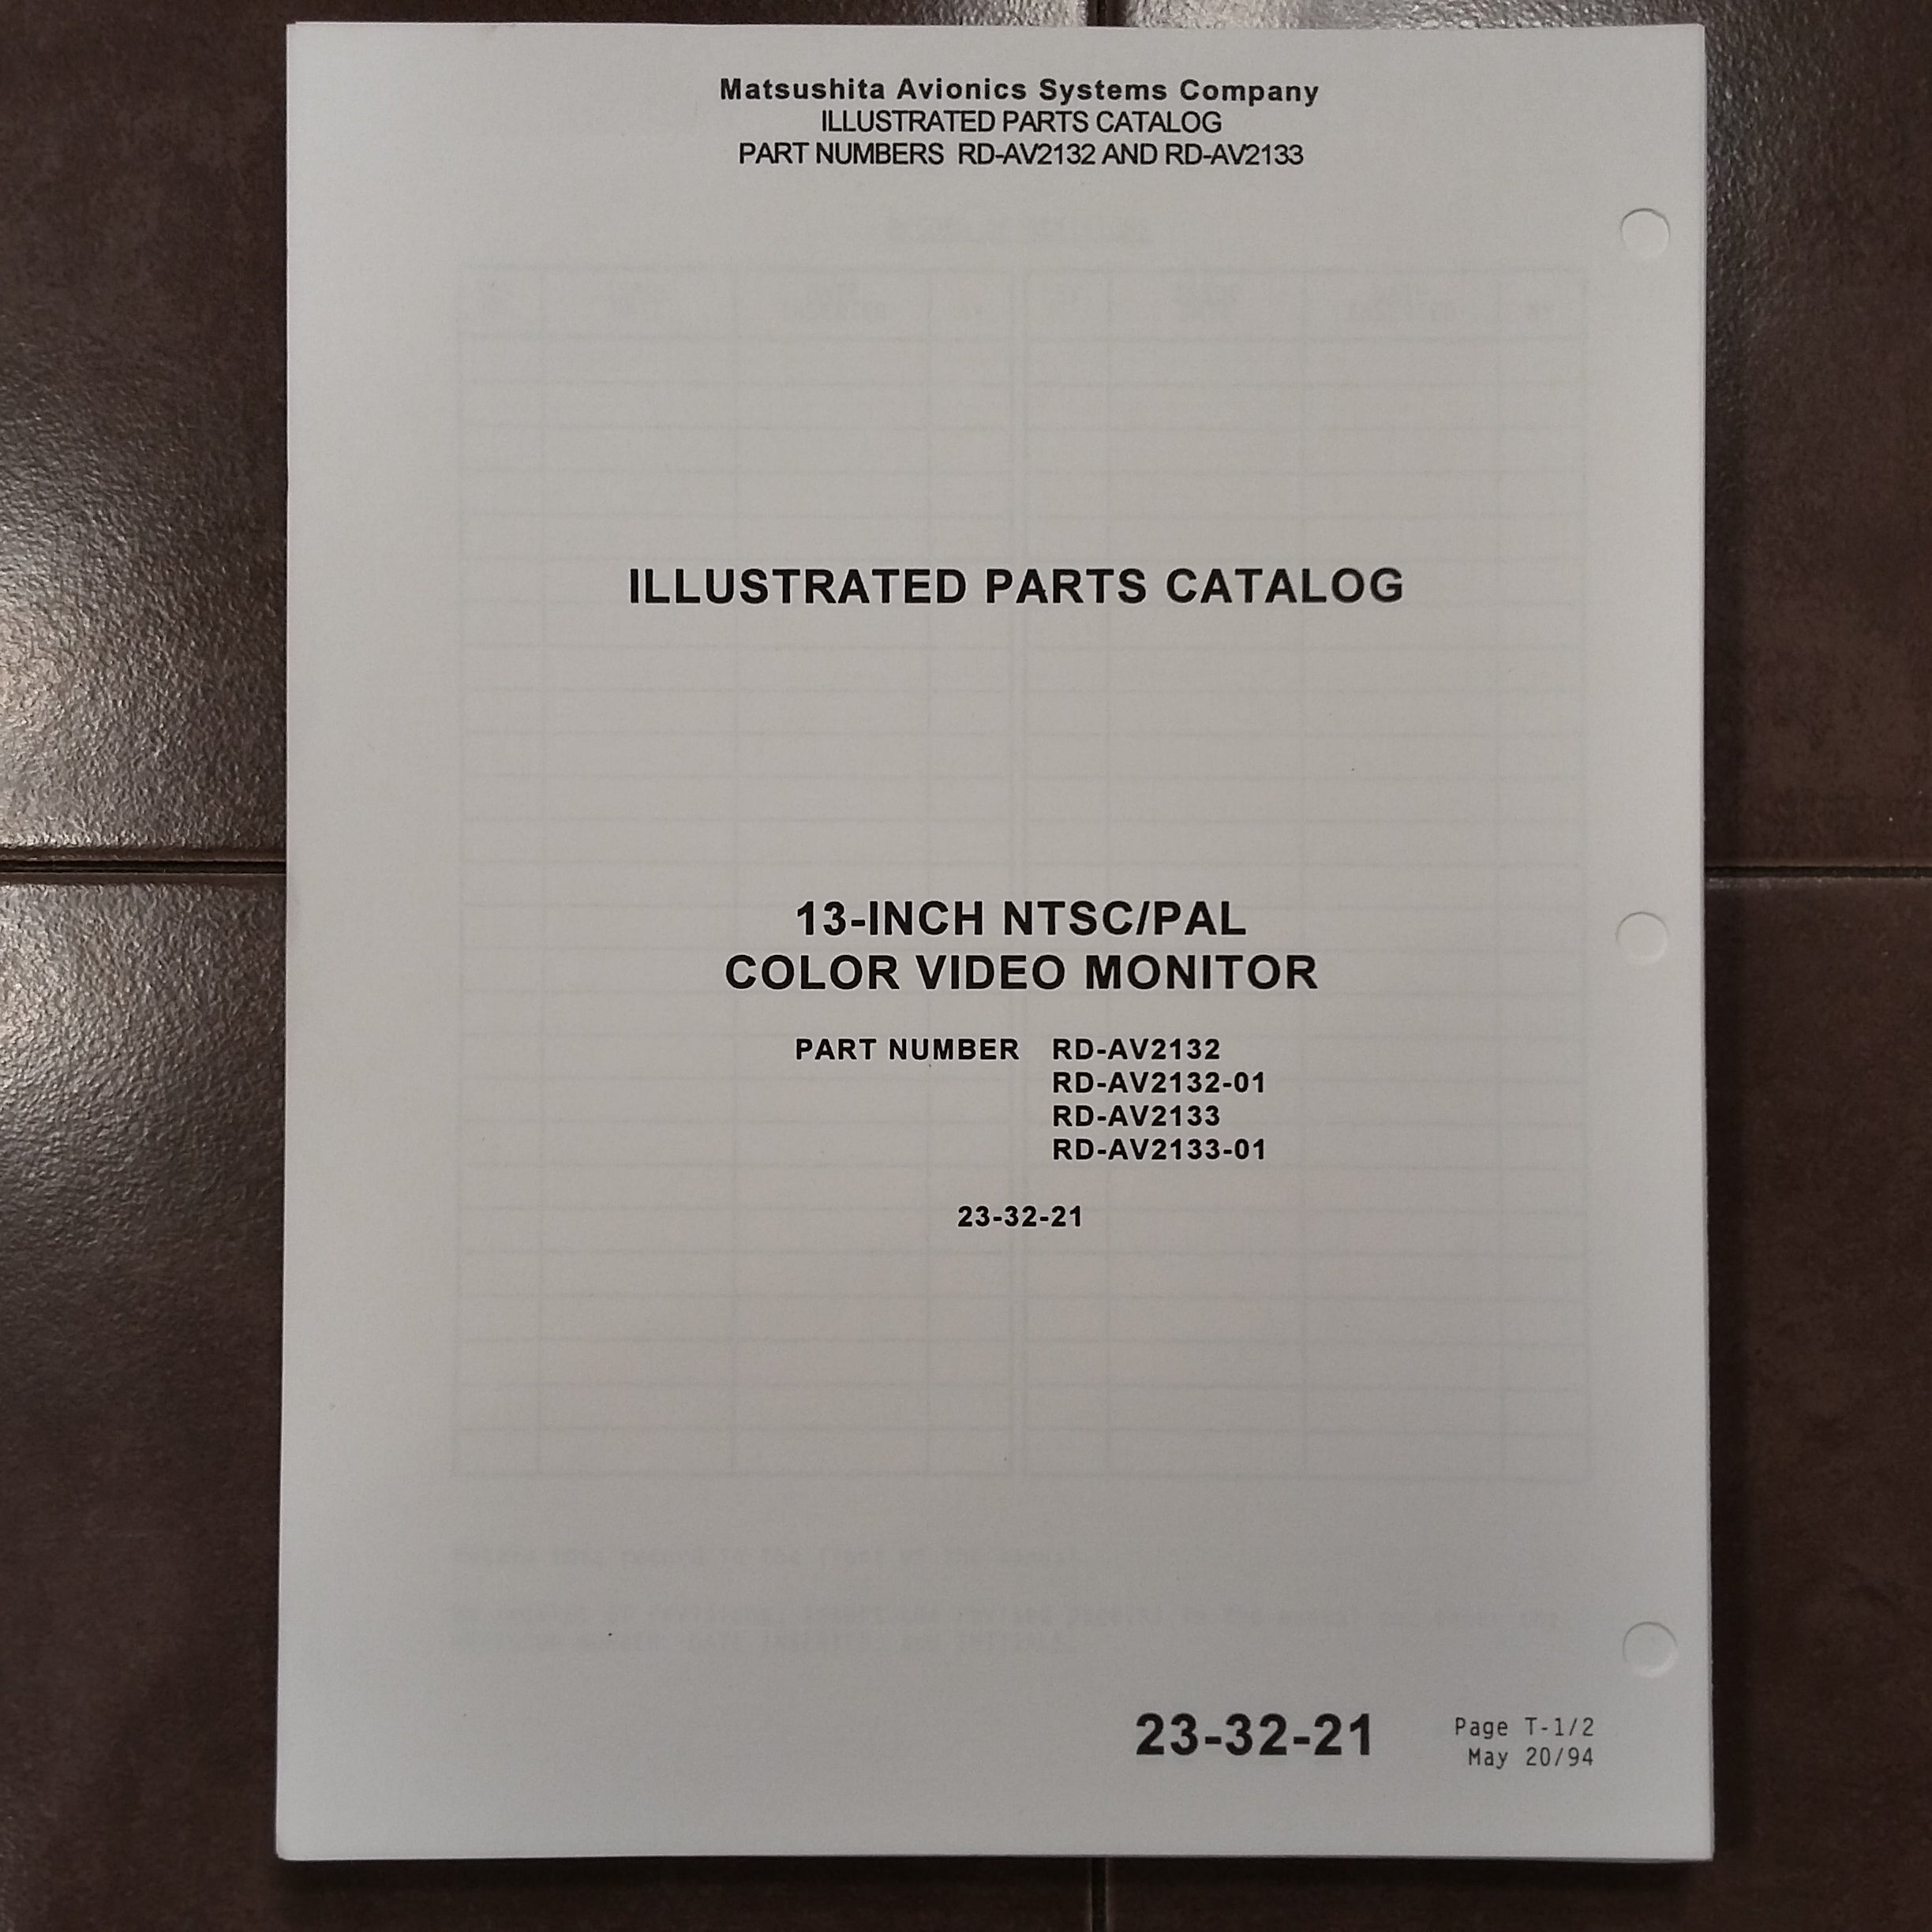 Matsushita Avionics Systems Company
ILLUSTRATED PARTS CATALOG
PART NUMBERS RD-AV2132 AND RD-AV2133
ILLUSTRATED PARTS CATALOG
13-INCH NTSC/PAL
COLOR VIDEO MONITOR
PART NUMBER RD-AV2132
RD-AV2132-01
RD-AV2133
RD-AV2133-01
23-32-21
23-32-21 Page T-1/2
May 20/94